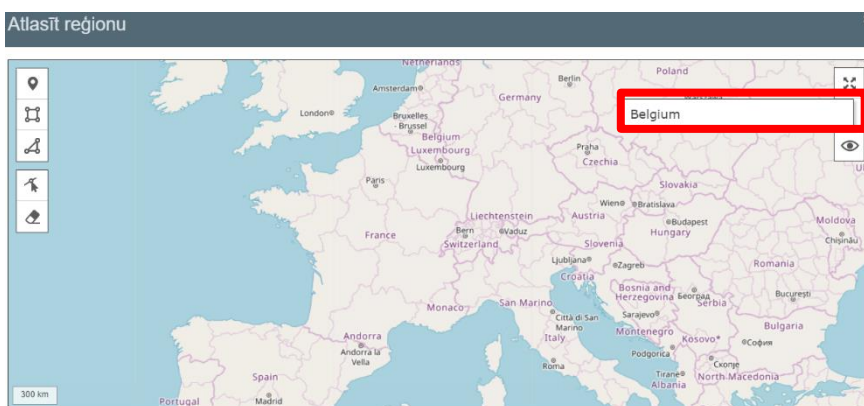 Atlasīt reģionu
Netherlands
Berlin
Poland
Amsterdam
Germany
London
Belgium
Bruxelles
- Brussel
Belgium
Luxembourg
Praha
Czechia
Luxembourg
Paris
Slovakia
Wien
Bratislava
Liechtenstein
Austria
Budapest
Moldova
France
Bern
Vaduz
Hungary
Chișinău
Switzerland
Slovenia
Ljubljana
Zagreb
Romania
Croatia
Bosnia and
Herzegovina
Београд
București
Monaco
San Marino
Serbia
Città di San
Marino
Sarajevo
Italy
Montenegro
Bulgaria
Andorra
Kosovo*
София
Andorra la
Vella
Podgorica
Roma
Скопје
Spain
Tiranë
North Macedonia
Albania
300 km
Portugal
Madrid